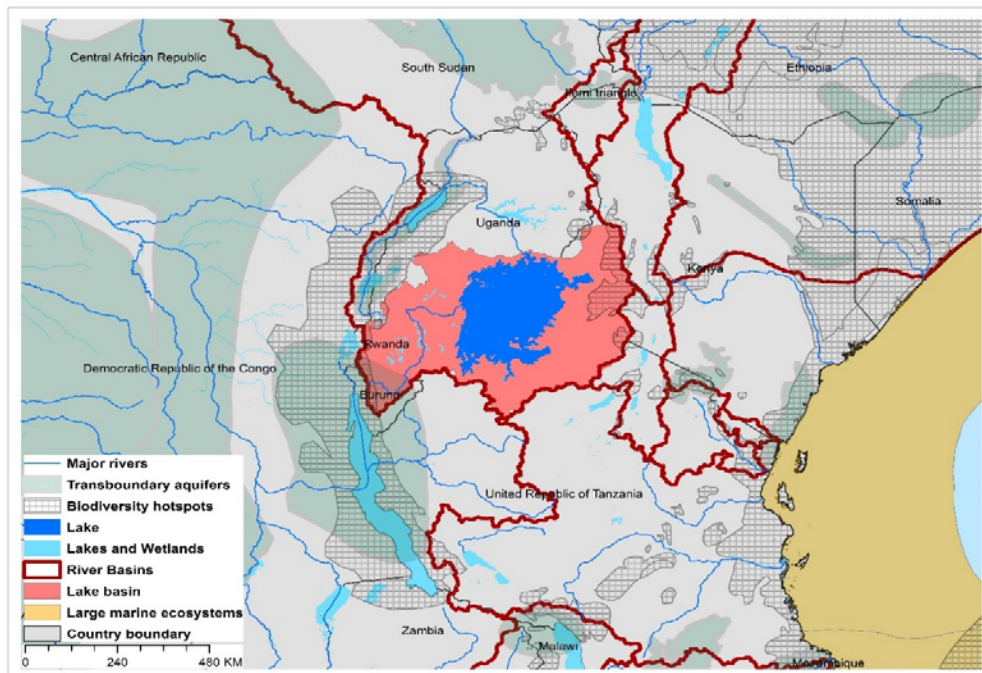 Central African Republic
South Sudan
Ethiopia
Ilemi triangle
Somalia
Uganda
Kenya
Rwanda
Democratic Republic of the Congo
Burundi
United Republic of Tanzania
Zambia
Malawi
Mozambique
Major rivers
Transboundary aquifers
Biodiversity hotspots
Lake
Lakes and Wetlands
River Basins
Lake basin
Large marine ecosystems
Country boundary
0 240 480 KM